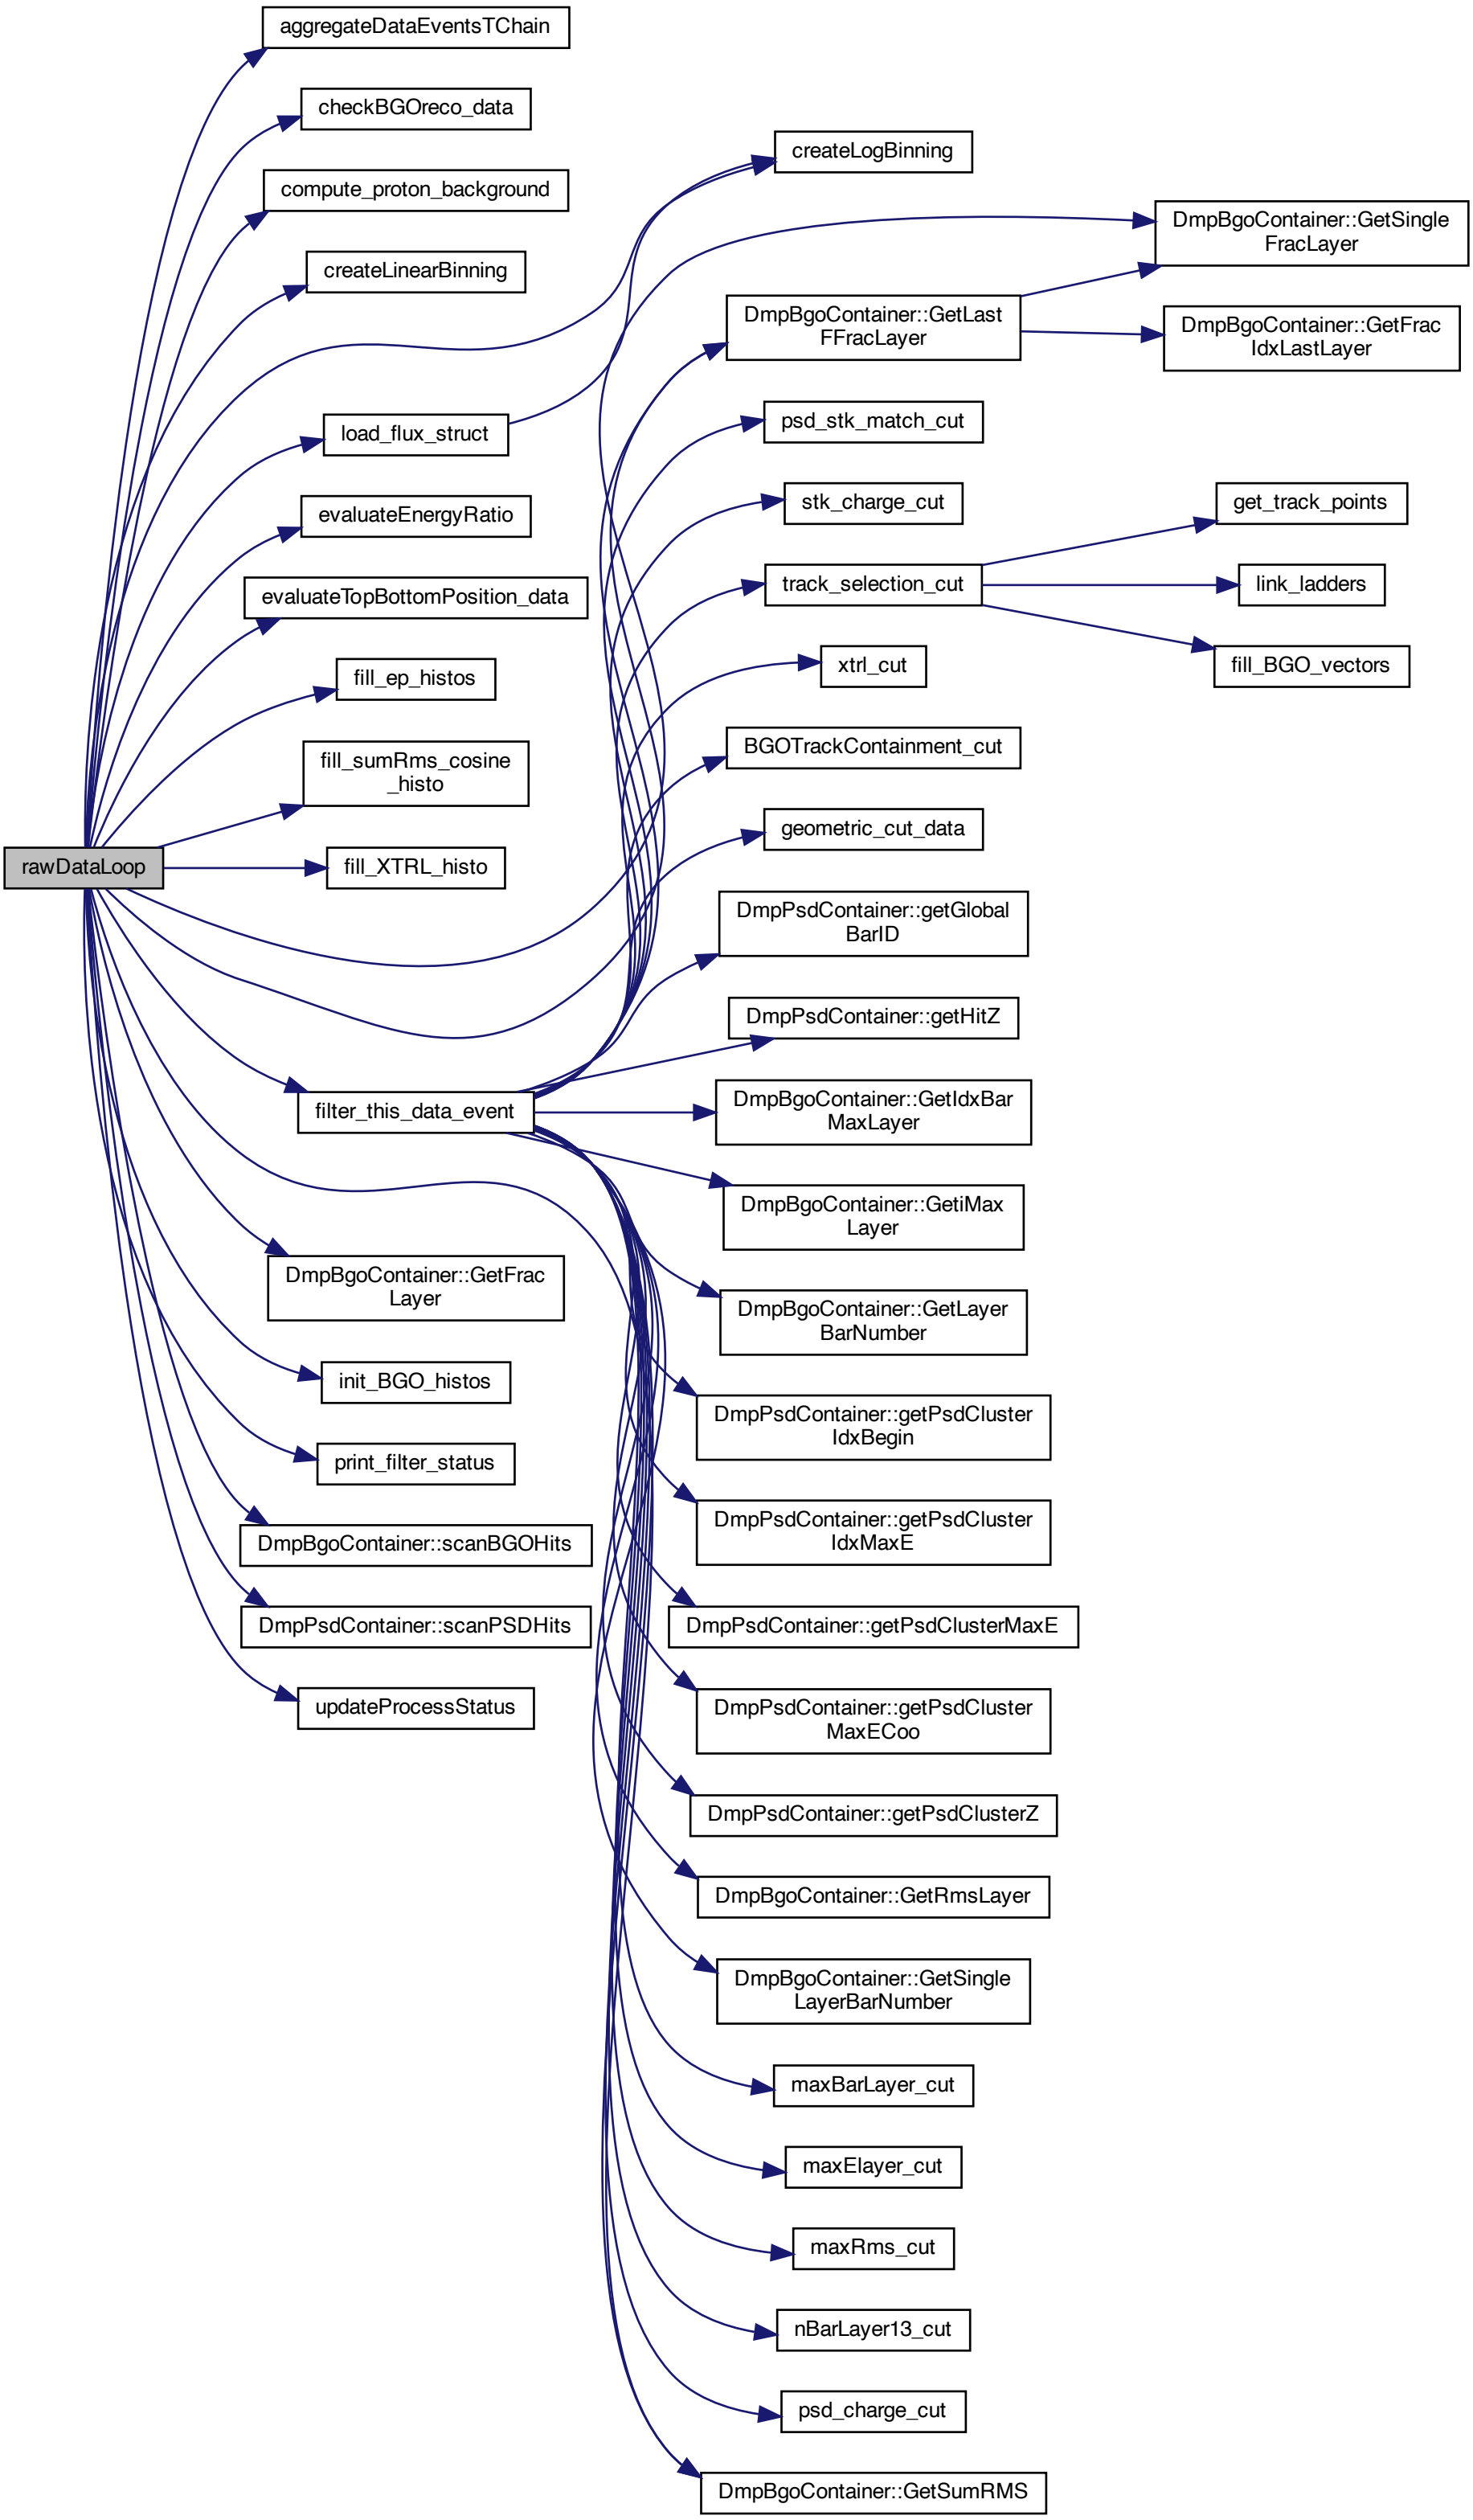 aggregateDataEventsTChain
checkBGOreco_data
compute_proton_background
createLinearBinning
load_flux_struct
evaluateEnergyRatio
evaluateTopBottomPosition_data
fill_ep_histos
fill_sumRms_cosine
_histo
rawDataLoop
fill_XTRL_histo
filter_this_data_event
DmpBgoContainer::GetFrac
Layer
init_BGO_histos
print_filter_status
DmpBgoContainer::scanBGOHits
DmpPsdContainer::scanPSDHits
updateProcessStatus
createLogBinning
DmpBgoContainer::GetLast
FFracLayer
psd_stk_match_cut
stk_charge_cut
track_selection_cut
xtrl_cut
BGOTrackContainment_cut
geometric_cut_data
DmpPsdContainer::getGlobal
BarID
DmpPsdContainer::getHitZ
DmpBgoContainer::GetIdxBar
MaxLayer
DmpBgoContainer::GetiMax
Layer
DmpBgoContainer::GetLayer
BarNumber
DmpPsdContainer::getPsdCluster
IdxBegin
DmpPsdContainer::getPsdCluster
IdxMaxE
DmpPsdContainer::getPsdClusterMaxE
DmpPsdContainer::getPsdCluster
MaxECoo
DmpPsdContainer::getPsdClusterZ
DmpBgoContainer::GetRmsLayer
DmpBgoContainer::GetSingle
LayerBarNumber
maxBarLayer_cut
maxElayer_cut
maxRms_cut
nBarLayer13_cut
psd_charge_cut
DmpBgoContainer::GetSumRMS
DmpBgoContainer::GetSingle
FracLayer
DmpBgoContainer::GetFrac
IdxLastLayer
get_track_points
link_ladders
fill_BGO_vectors